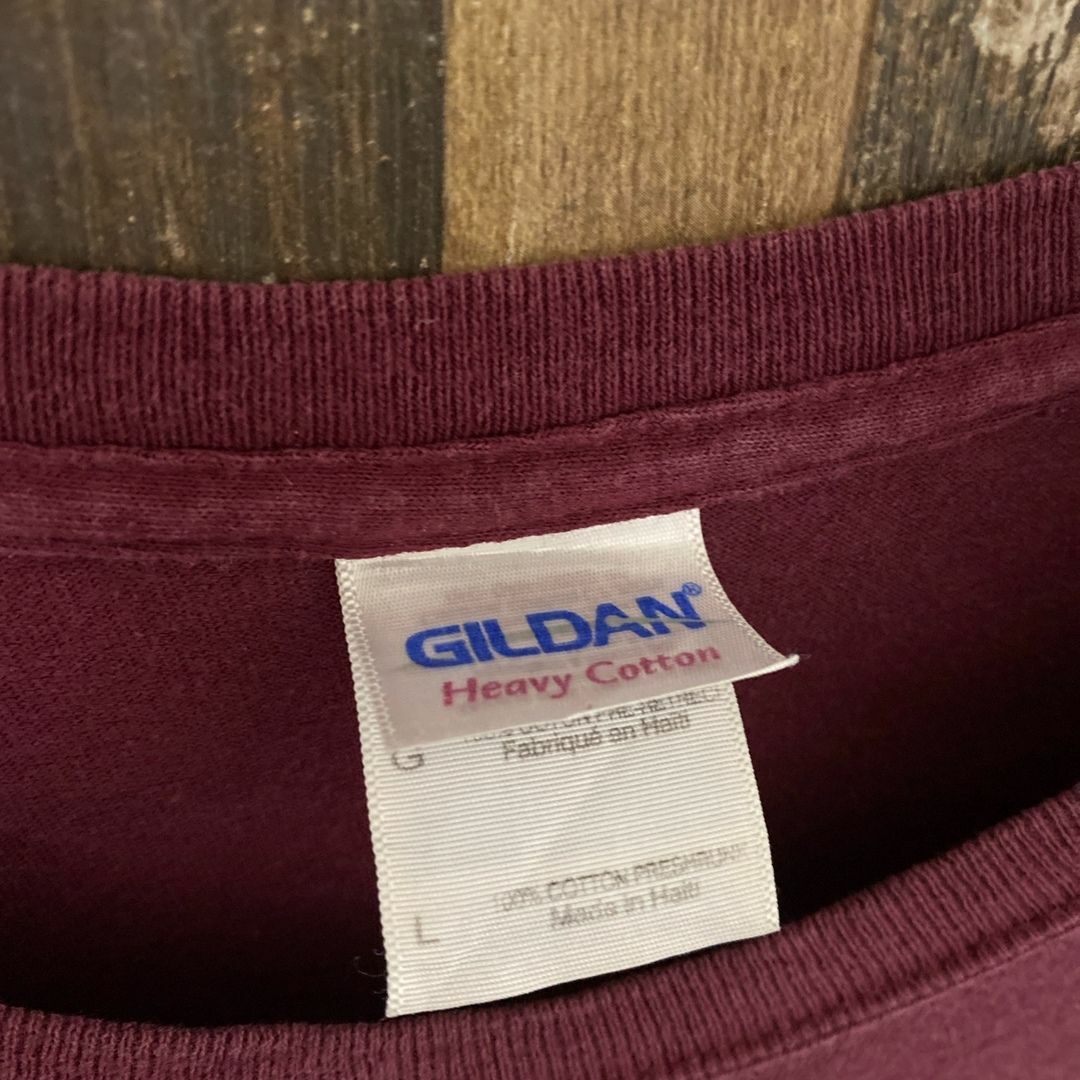 GILDAN®
Heavy Cotton
G
Fabriqué en Haïti
100% COTTON PRESHRUNK
L
Made in Haiti